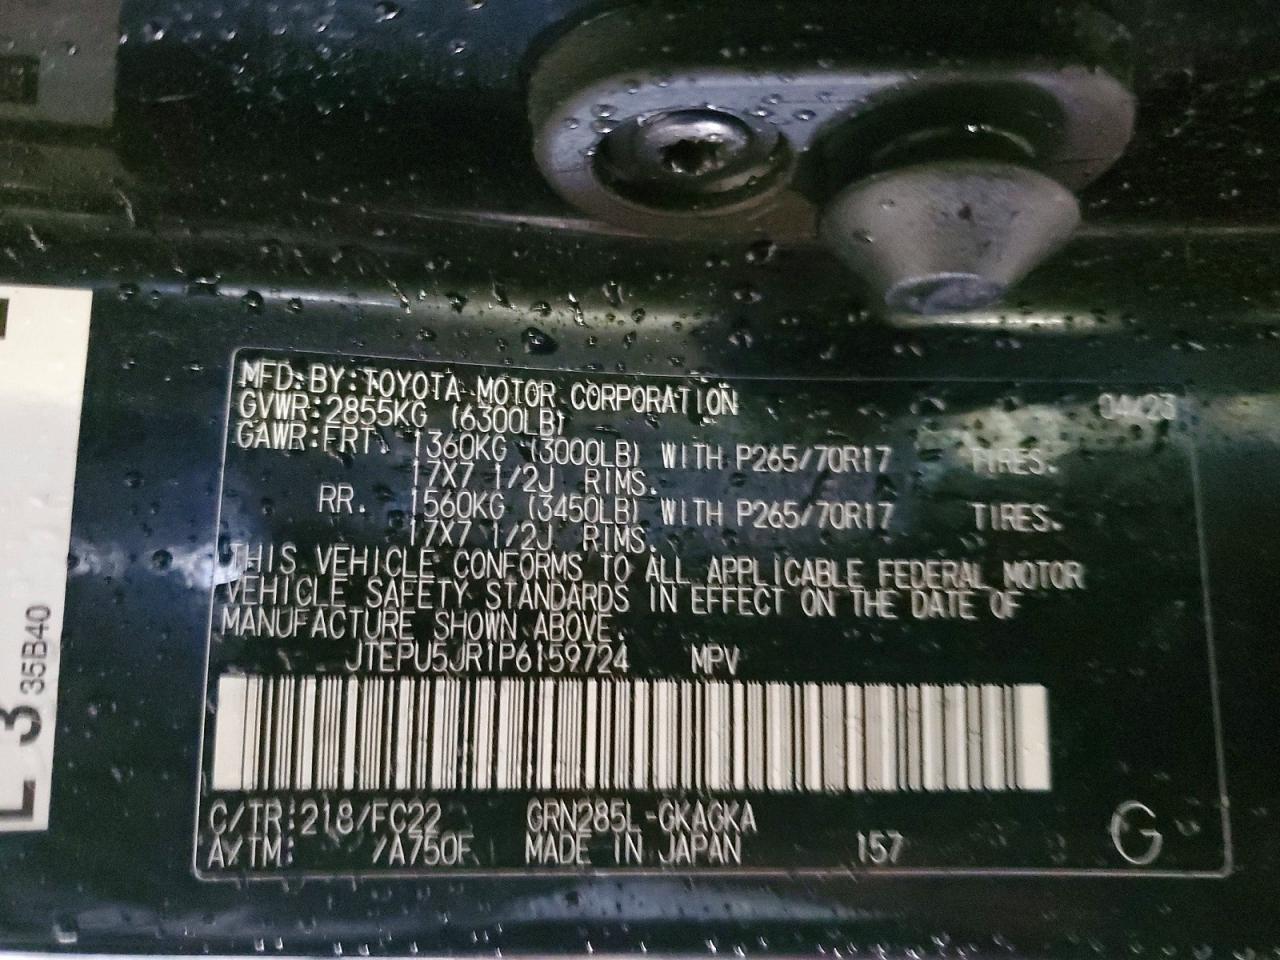 MFD. BY: TOYOTA MOTOR CORPORATION 04/23
GVWR: 2855KG (6300LB)
GAWR: FRT. 1360KG (3000LB) WITH P265/70R17 TIRES.
17X7 1/2J RIMS.
RR. 1560KG (3450LB) WITH P265/70R17 TIRES.
17X7 1/2J RIMS.
THIS VEHICLE CONFORMS TO ALL APPLICABLE FEDERAL MOTOR
VEHICLE SAFETY STANDARDS IN EFFECT ON THE DATE OF
MANUFACTURE SHOWN ABOVE.
JTEPU5JR1P6159724 MPV
C/TR: 218/FC22 GRN285L-GKAGKA
A/TM: /A750F MADE IN JAPAN 157 G
3 35B40